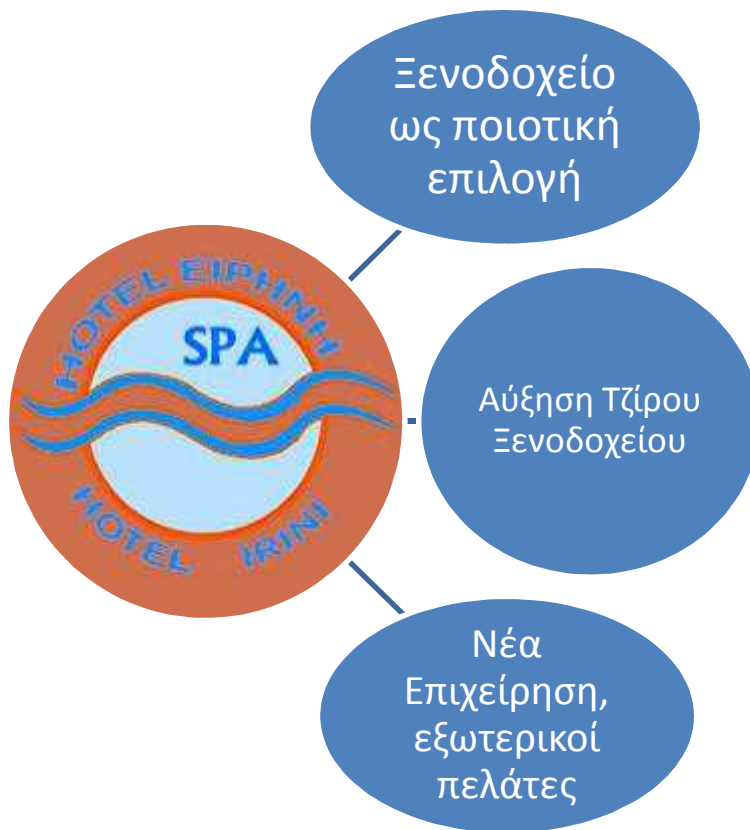 Ξενοδοχείο
ως ποιοτική
επιλογή
HOTEL ΕΙΡΗΝΗ
SPA
HOTEL IRINI
Αύξηση Τζίρου
Ξενοδοχείου
Νέα
Επιχείρηση,
εξωτερικοί
πελάτες